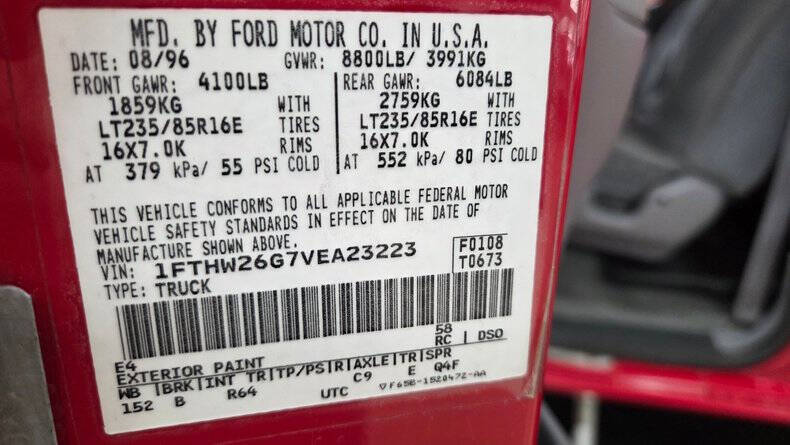 MFD. BY FORD MOTOR CO. IN U.S.A.
DATE: 08/96 GVWR: 8800LB/ 3991KG
FRONT GAWR: 4100LB REAR GAWR: 6084LB
1859KG WITH 2759KG WITH
LT235/85R16E TIRES LT235/85R16E TIRES
16X7.0K RIMS 16X7.0K RIMS
AT 379 kPa/ 55 PSI COLD AT 552 kPa/ 80 PSI COLD
THIS VEHICLE CONFORMS TO ALL APPLICABLE FEDERAL MOTOR
VEHICLE SAFETY STANDARDS IN EFFECT ON THE DATE OF
MANUFACTURE SHOWN ABOVE.
VIN: 1FTHW26G7VEA23223 F0108
TYPE: TRUCK T0673
58
E4 RC DSO
EXTERIOR PAINT
WB BRK INT TR TP/PS R AXLE TR SPR
152 B R64 UTC C9 E Q4F
▽F65B-1520472-AA